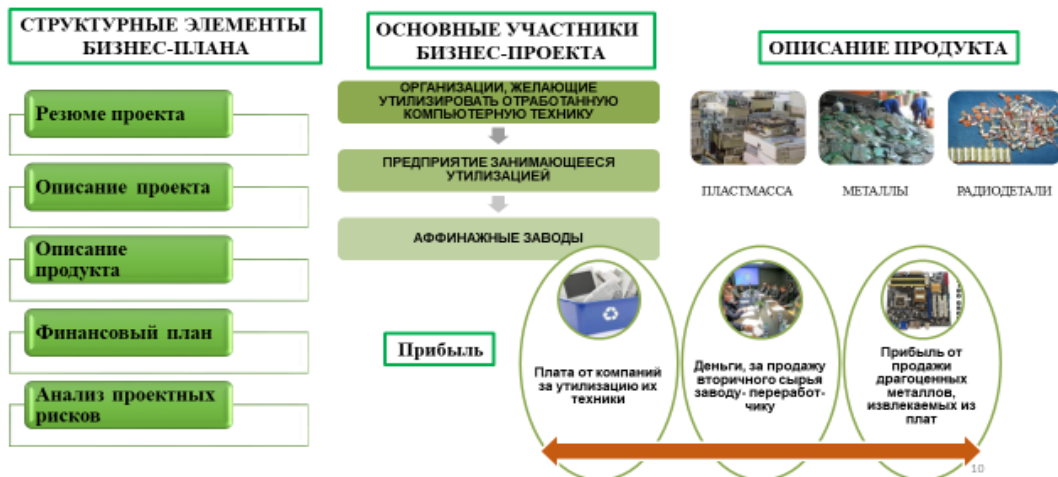 СТРУКТУРНЫЕ ЭЛЕМЕНТЫ
БИЗНЕС-ПЛАНА
Резюме проекта
Описание проекта
Описание
продукта
Финансовый план
Анализ проектных
рисков
ОСНОВНЫЕ УЧАСТНИКИ
БИЗНЕС-ПРОЕКТА
ОРГАНИЗАЦИИ, ЖЕЛАЮЩИЕ
УТИЛИЗИРОВАТЬ ОТРАБОТАННУЮ
КОМПЬЮТЕРНУЮ ТЕХНИКУ
ПРЕДПРИЯТИЕ ЗАНИМАЮЩЕЕСЯ
УТИЛИЗАЦИЕЙ
АФФИНАЖНЫЕ ЗАВОДЫ
ОПИСАНИЕ ПРОДУКТА
ПЛАСТМАССА
МЕТАЛЛЫ
РАДИОДЕТАЛИ
Прибыль
Плата от компаний
за утилизацию их
техники
Деньги, за продажу
вторичного сырья
заводу- переработ-
чику
Прибыль от
продажи
драгоценных
металлов,
извлекаемых из
плат
10